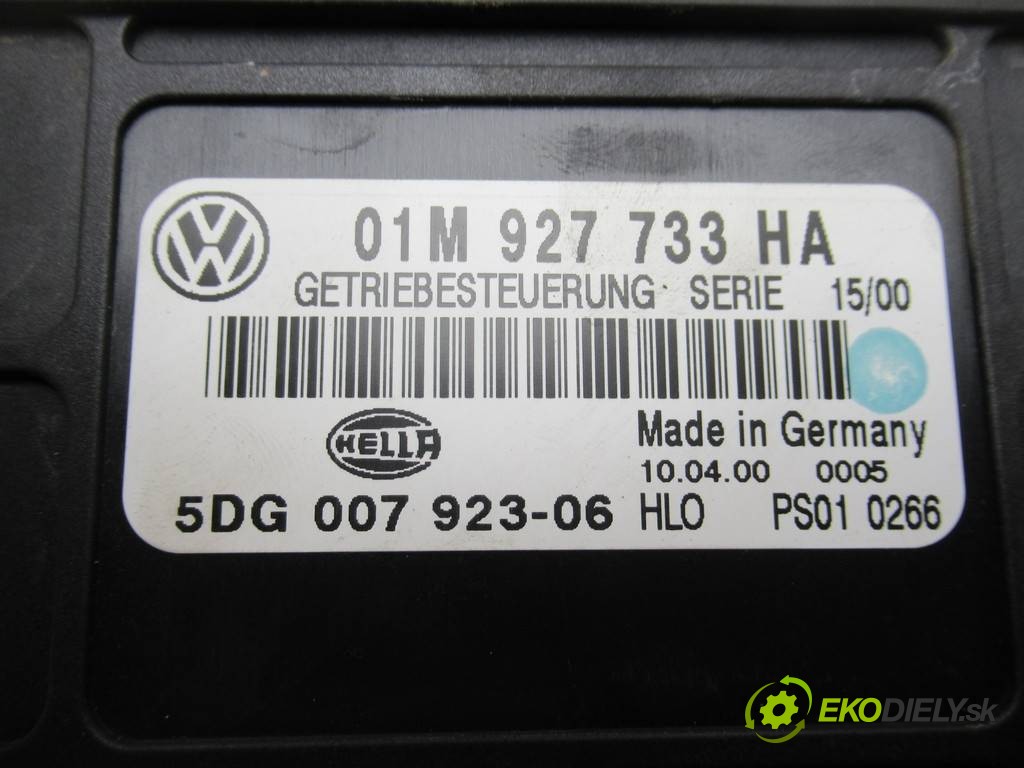 VW
01M 927 733 HA
GETRIEBESTEUERUNG SERIE 15/00
HELLA
Made in Germany
10.04.00 0005
5DG 007 923-06 HLO PS01 0266
EKODIELY.sk